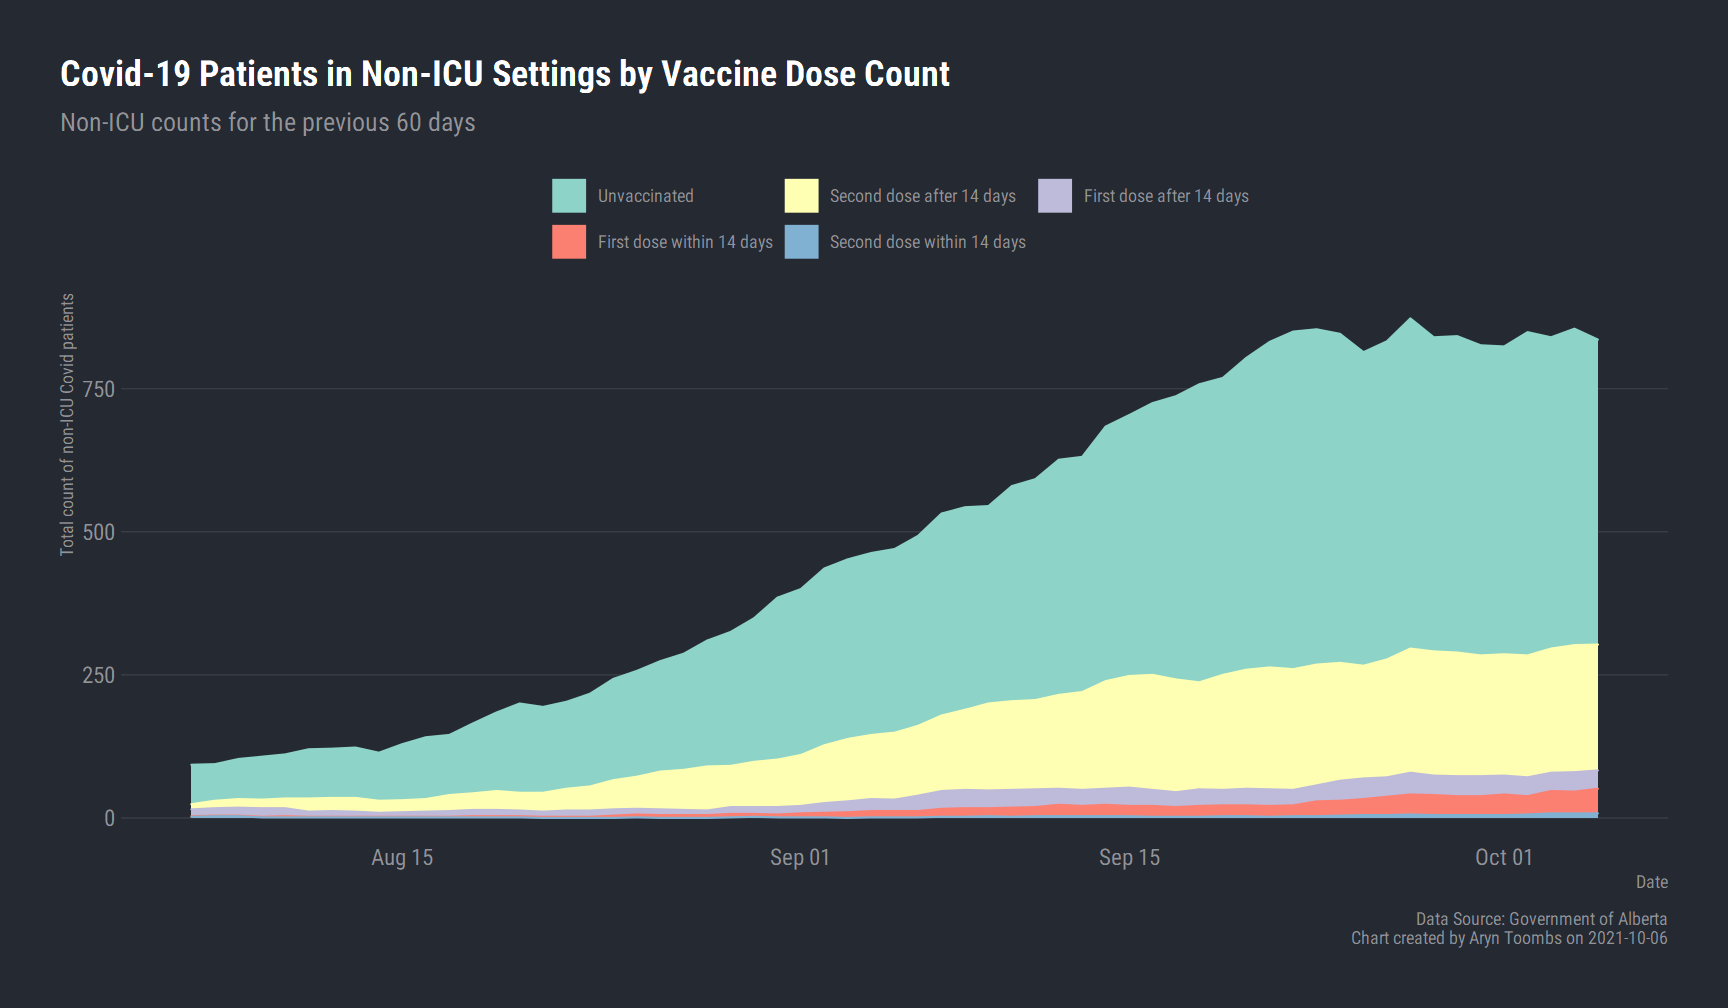 Covid-19 Patients in Non-ICU Settings by Vaccine Dose Count
Non-ICU counts for the previous 60 days
Unvaccinated
Second dose after 14 days
First dose after 14 days
First dose within 14 days
Second dose within 14 days
Total count of non-ICU Covid patients
750
500
250
0
Aug 15
Sep 01
Sep 15
Oct 01
Date
Data Source: Government of Alberta
Chart created by Aryn Toombs on 2021-10-06